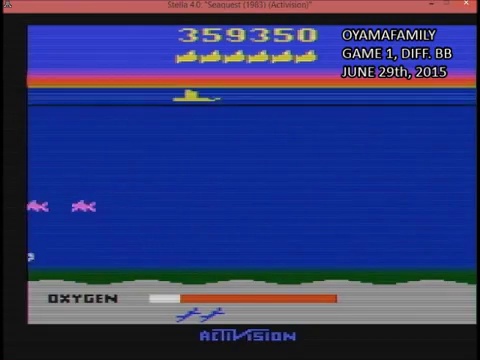 Stella 4.0: "Seaquest (1983) (Activision)"
359350
OYAMAFAMILY
GAME 1, DIFF. BB
JUNE 29th, 2015
OXYGEN
ACTIVISION